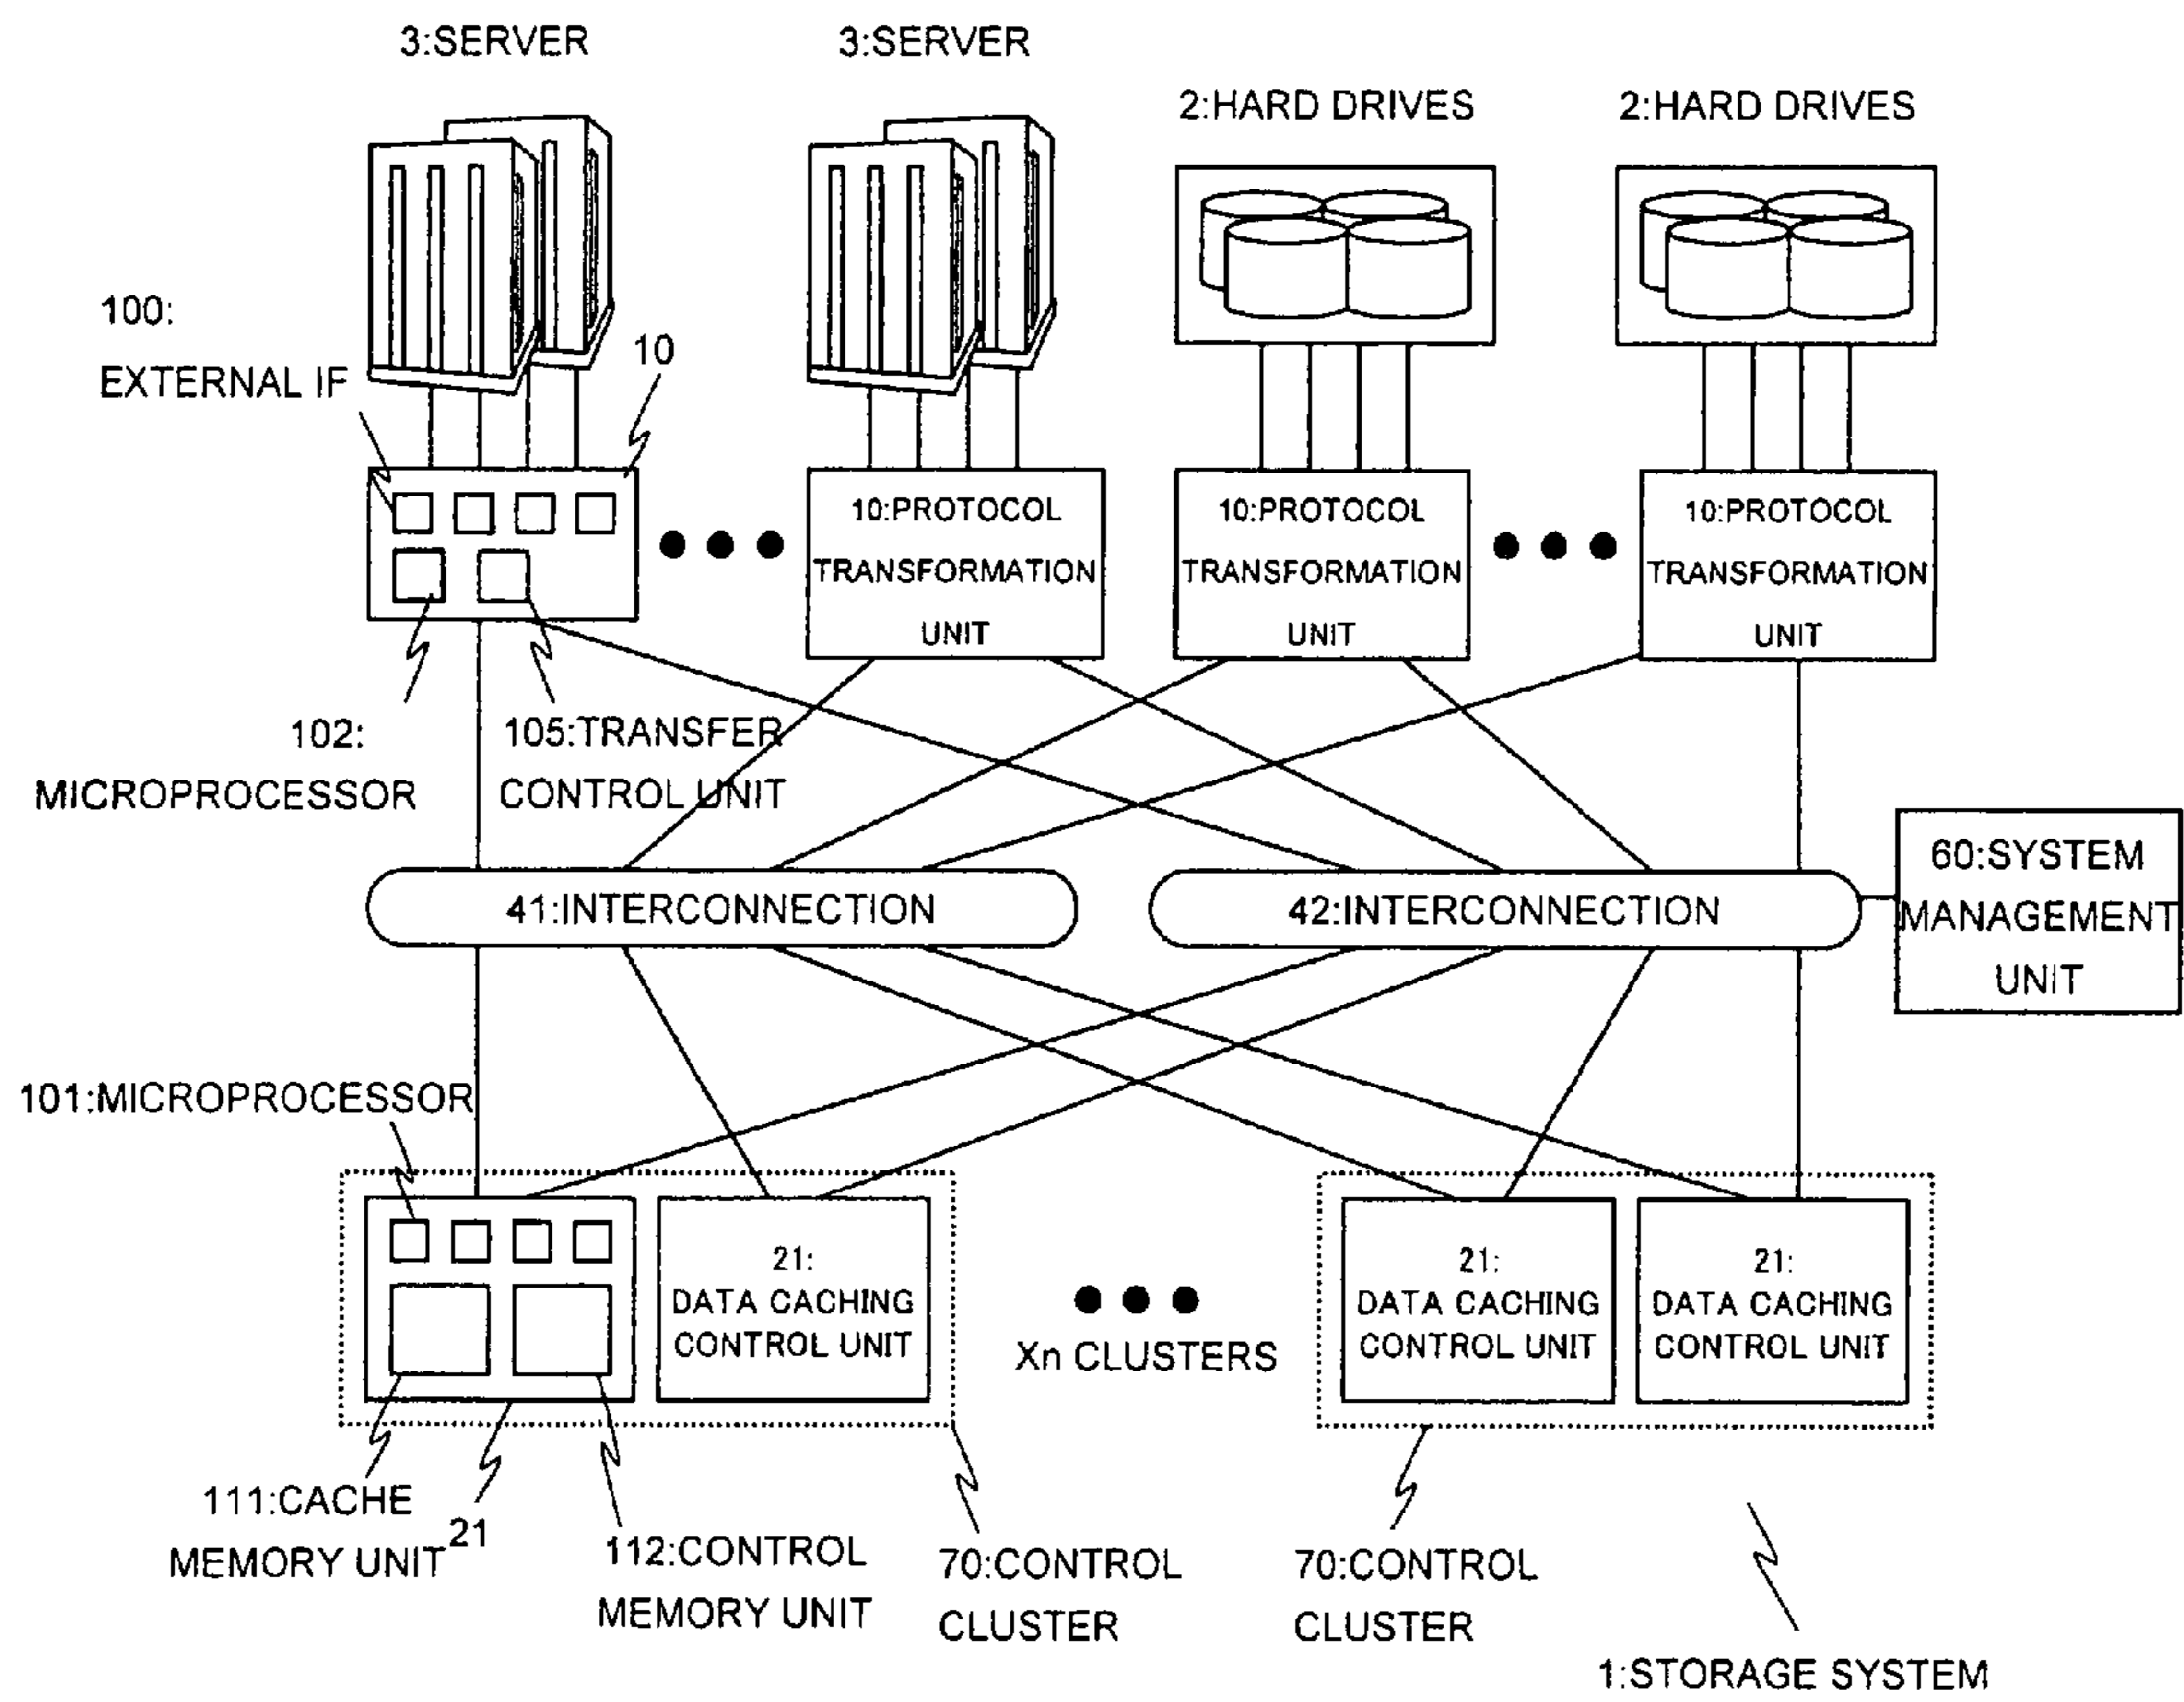 3:SERVER
3:SERVER
2:HARD DRIVES
2:HARD DRIVES
100:
EXTERNAL IF
10
10:PROTOCOL
TRANSFORMATION
UNIT
10:PROTOCOL
TRANSFORMATION
UNIT
10:PROTOCOL
TRANSFORMATION
UNIT
102:
MICROPROCESSOR
105:TRANSFER
CONTROL UNIT
41:INTERCONNECTION
42:INTERCONNECTION
60:SYSTEM
MANAGEMENT
UNIT
101:MICROPROCESSOR
21:
DATA CACHING
CONTROL UNIT
Xn CLUSTERS
21:
DATA CACHING
CONTROL UNIT
21:
DATA CACHING
CONTROL UNIT
111:CACHE
MEMORY UNIT
21
112:CONTROL
MEMORY UNIT
70:CONTROL
CLUSTER
70:CONTROL
CLUSTER
1:STORAGE SYSTEM